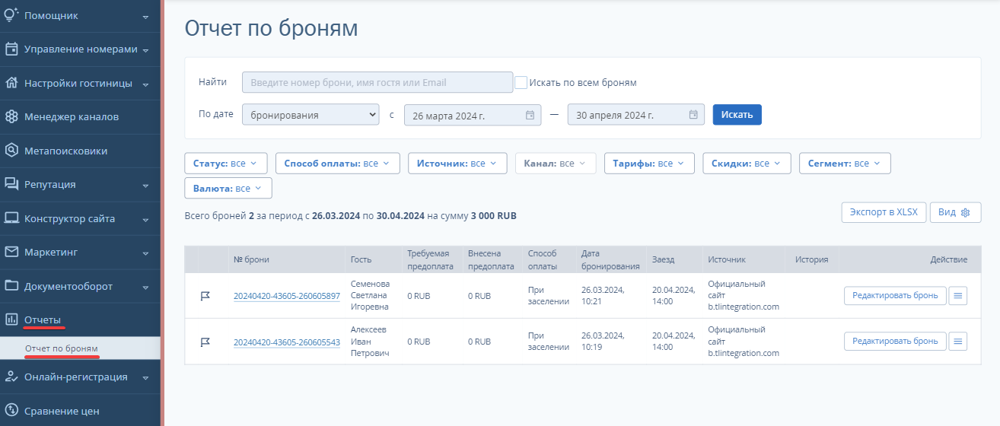 Помощник
Управление номерами
Настройки гостиницы
Менеджер каналов
Метапоисковики
Репутация
Конструктор сайта
Маркетинг
Документооборот
Отчеты
Отчет по броням
Онлайн-регистрация
Сравнение цен
Отчет по броням
Найти Введите номер брони, имя гостя или Email Искать по всем броням
По дате бронирования с 26 марта 2024 г. — 30 апреля 2024 г. Искать
Статус: все Способ оплаты: все Источник: все Канал: все Тарифы: все Скидки: все Сегмент: все
Валюта: все
Всего броней 2 за период с 26.03.2024 по 30.04.2024 на сумму 3 000 RUB
Экспорт в XLSX Вид
№ брони Гость Требуемая предоплата Внесена предоплата Способ оплаты Дата бронирования Заезд Источник История Действие
20240420-43605-260605897 Семенова Светлана Игоревна 0 RUB 0 RUB При заселении 26.03.2024, 10:21 20.04.2024, 14:00 Официальный сайт b.tlintegration.com Редактировать бронь
20240420-43605-260605543 Алексеев Иван Петрович 0 RUB 0 RUB При заселении 26.03.2024, 10:19 20.04.2024, 14:00 Официальный сайт b.tlintegration.com Редактировать бронь